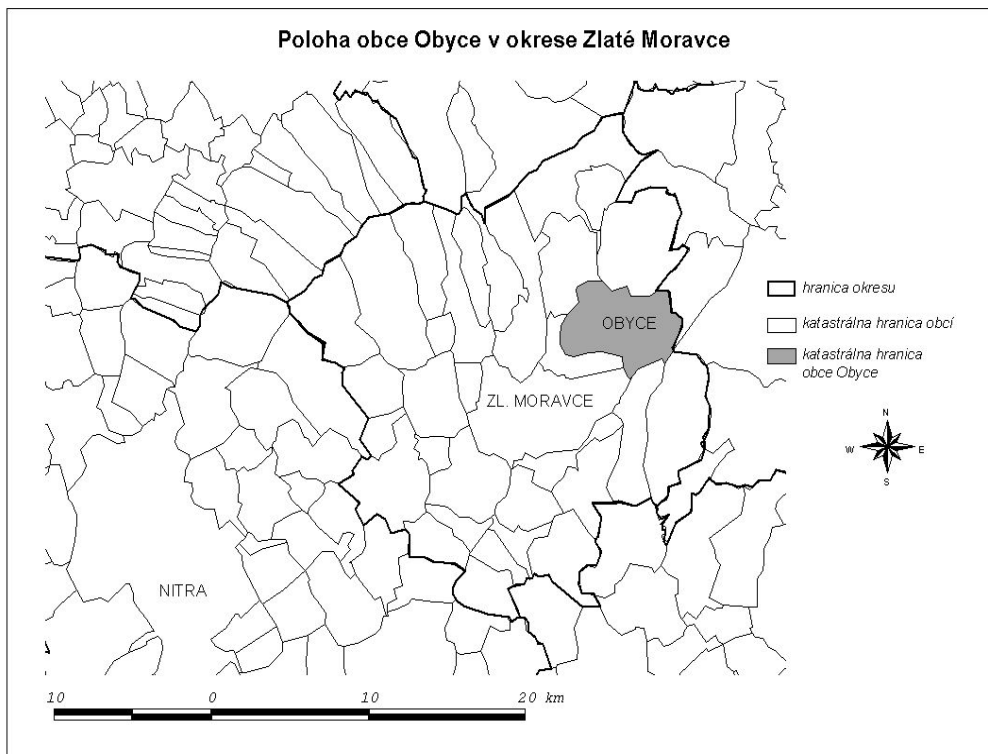 Poloha obce Obyce v okrese Zlaté Moravce
OBYCE
ZL. MORAVCE
NITRA
hranica okresu
katastrálna hranica obcí
katastrálna hranica
obce Obyce
N
W E
S
10 0 10 20 km